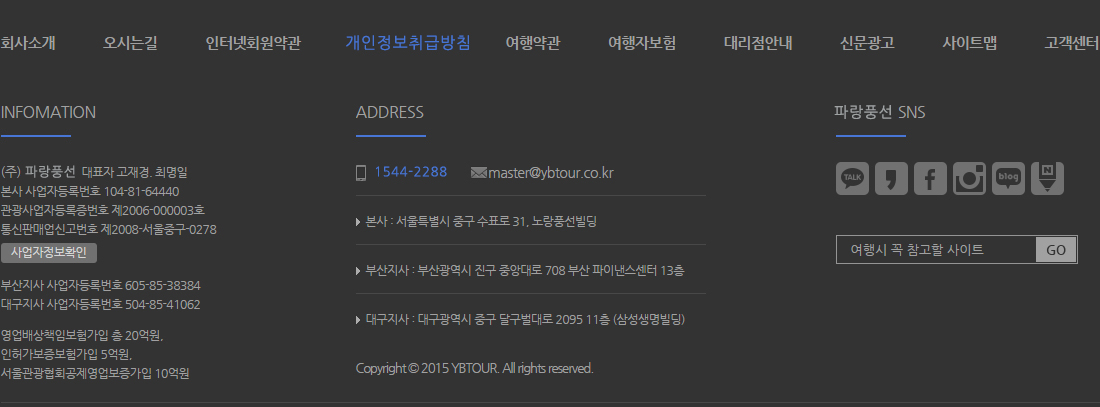 회사소개 오시는길 인터넷회원약관 개인정보취급방침 여행약관 여행자보험 대리점안내 신문광고 사이트맵 고객센터
INFOMATION
(주) 파랑풍선 대표자 고재경. 최명일
본사 사업자등록번호 104-81-64440
관광사업자등록증번호 제2006-000003호
통신판매업신고번호 제2008-서울중구-0278
사업자정보확인
부산지사 사업자등록번호 605-85-38384
대구지사 사업자등록번호 504-85-41062
영업배상책임보험가입 총 20억원,
인허가보증보험가입 5억원,
서울관광협회공제영업보증가입 10억원
ADDRESS
1544-2288 master@ybtour.co.kr
본사 : 서울특별시 중구 수표로 31, 노랑풍선빌딩
부산지사 : 부산광역시 진구 중앙대로 708 부산 파이낸스센터 13층
대구지사 : 대구광역시 중구 달구벌대로 2095 11층 (삼성생명빌딩)
Copyright © 2015 YBTOUR. All rights reserved.
파랑풍선 SNS
TALK
blog
N
여행시 꼭 참고할 사이트 GO